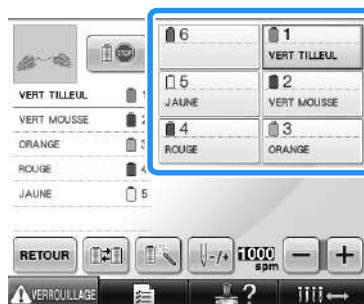 6
1
VERT TILLEUL
5
JAUNE
2
VERT MOUSSE
4
ROUGE
3
ORANGE
STOP
VERT TILLEUL 1
VERT MOUSSE 2
ORANGE 3
ROUGE 4
JAUNE 5
RETOUR
-/+
1000
spm
- +
VERROUILLAGE
?